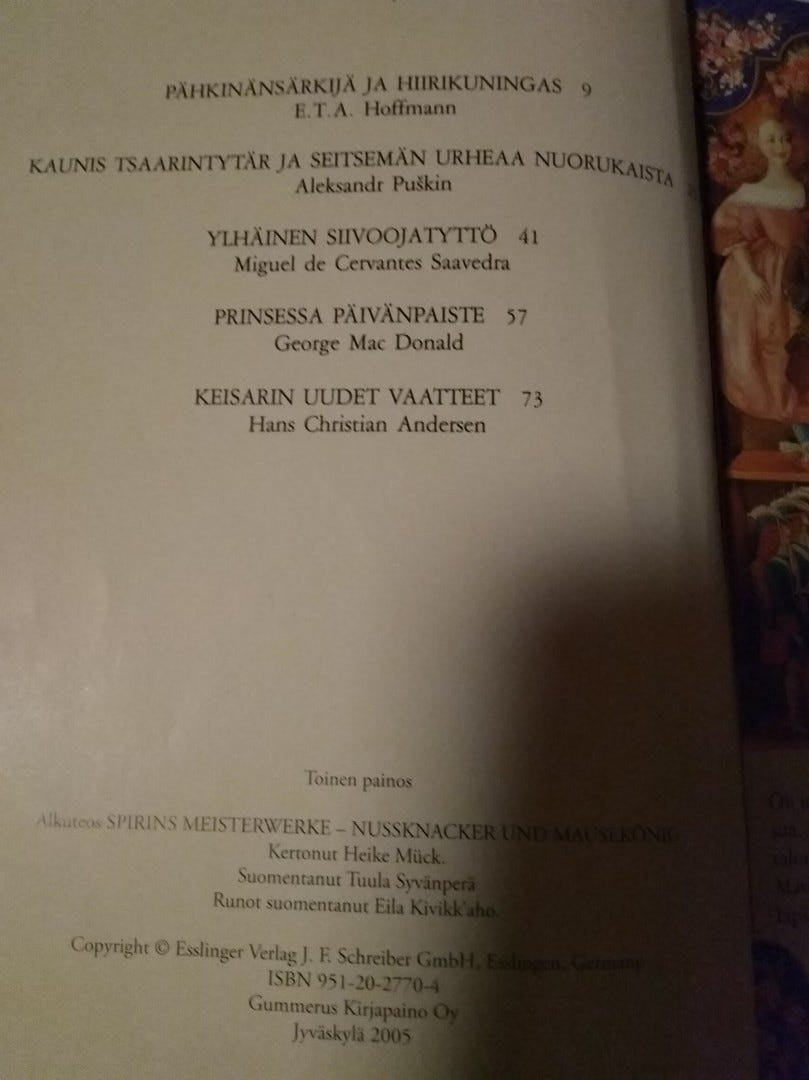 PÄHKINÄNSÄRKIJÄ JA HIIRIKUNINGAS 9
E.T.A. Hoffmann
KAUNIS TSAARINTYTÄR JA SEITSEMÄN URHEAA NUORUKAISTA
Aleksandr Puškin
YLHÄINEN SIIVOOJATYTTÖ 41
Miguel de Cervantes Saavedra
PRINSESSA PÄIVÄNPAISTE 57
George Mac Donald
KEISARIN UUDET VAATTEET 73
Hans Christian Andersen
Toinen painos
Alkuteos SPIRINS MEISTERWERKE – NUSSKNACKER UND MAUSEKÖNIG
Kertonut Heike Mück.
Suomentanut Tuula Syvänperä
Runot suomentanut Eila Kivikk'aho.
Copyright © Esslinger Verlag J. F. Schreiber GmbH, Esslingen, Germany
ISBN 951-20-2770-4
Gummerus Kirjapaino Oy
Jyväskylä 2005